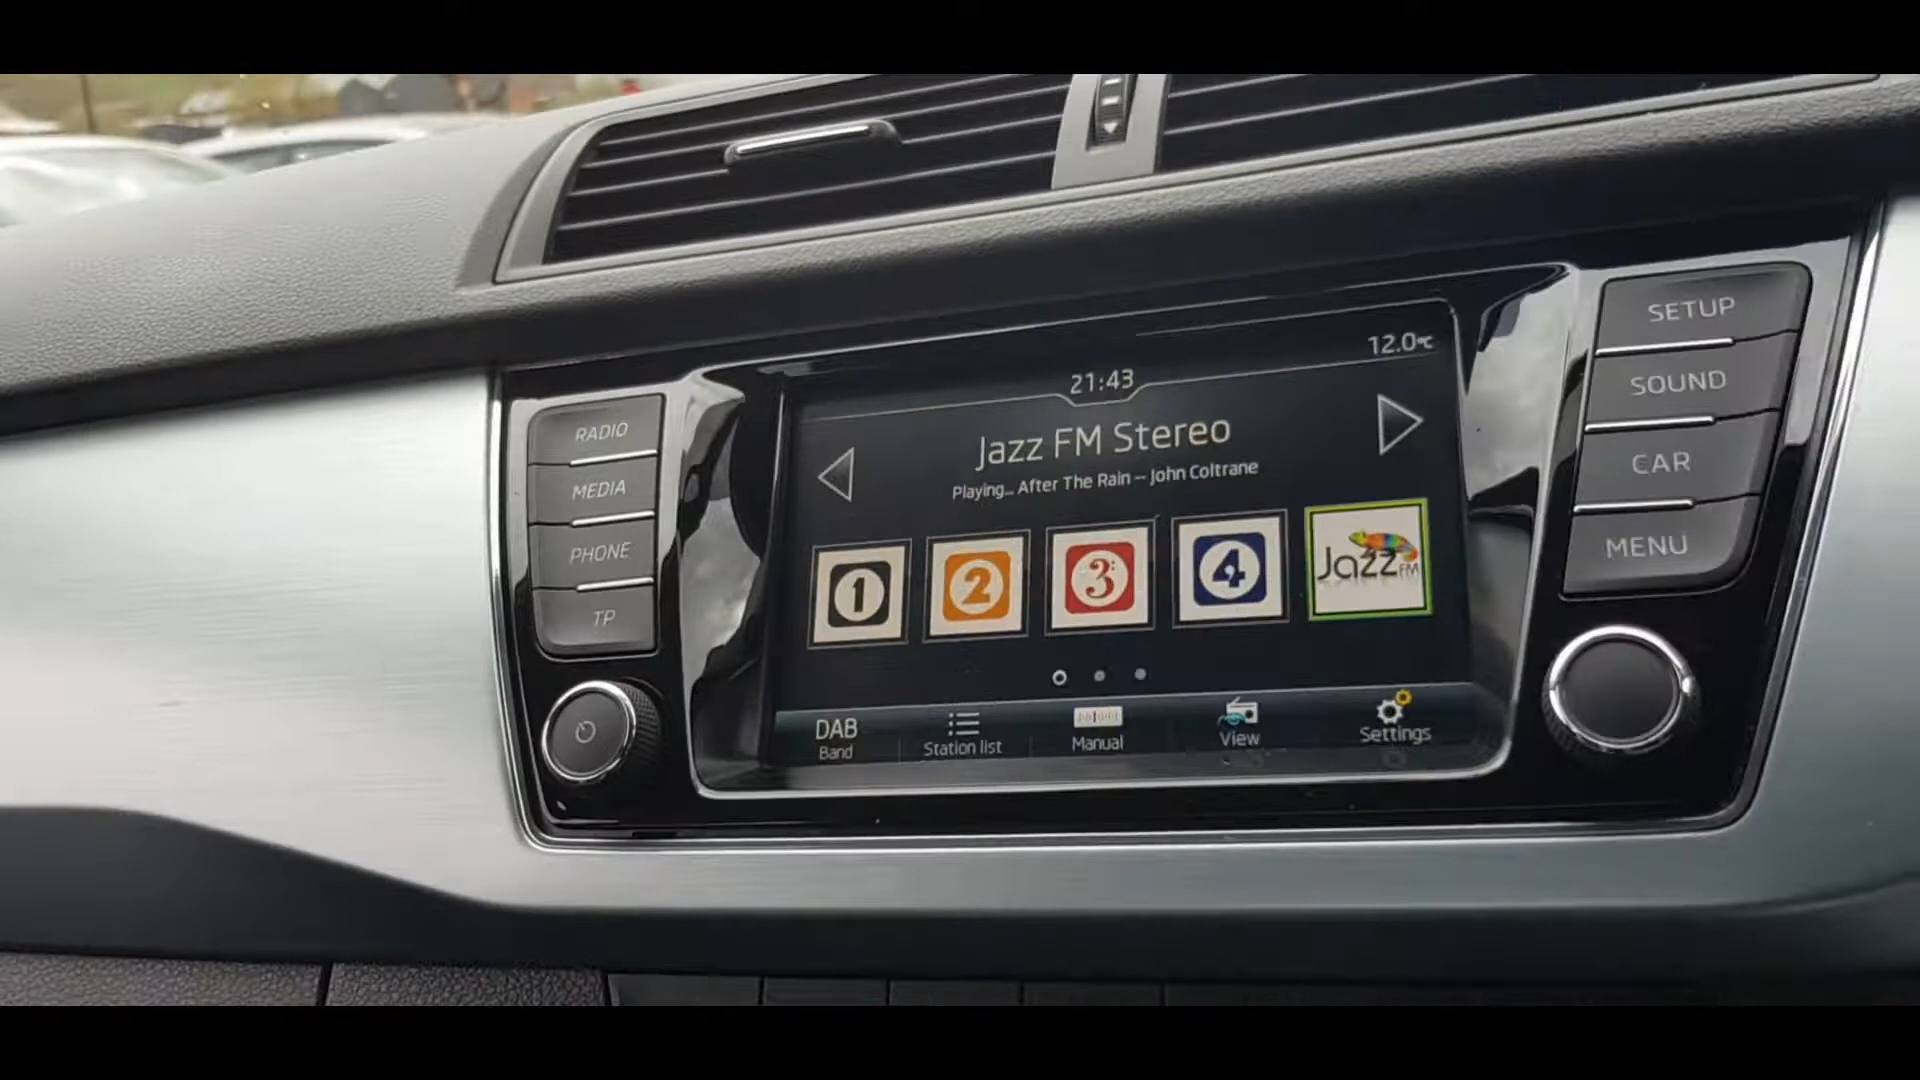 RADIO
MEDIA
PHONE
TP
SETUP
SOUND
CAR
MENU
12.0℃
21:43
Jazz FM Stereo
Playing... After The Rain -- John Coltrane
1
2
3
4
Jazz FM
DAB
Band
Station list
Manual
View
Settings